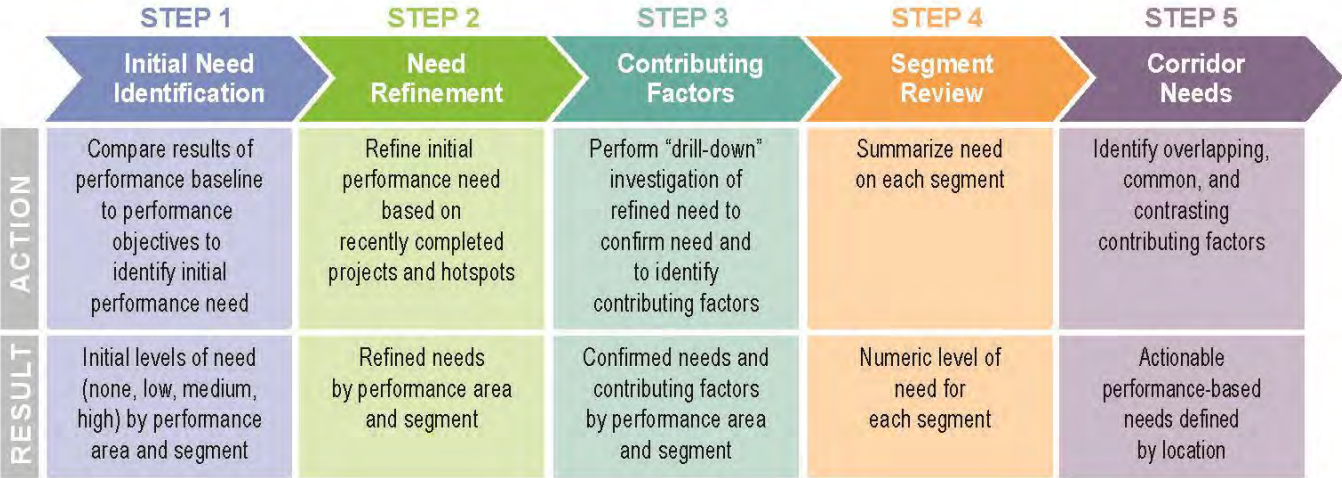 STEP 1
STEP 2
STEP 3
STEP 4
STEP 5
Initial Need
Identification
Need
Refinement
Contributing
Factors
Segment
Review
Corridor
Needs
ACTION
Compare results of
performance baseline
to performance
objectives to
identify initial
performance need
Refine initial
performance need
based on
recently completed
projects and hotspots
Perform “drill-down”
investigation of
refined need to
confirm need and
to identify
contributing factors
Summarize need
on each segment
Identify overlapping,
common, and
contrasting
contributing factors
RESULT
Initial levels of need
(none, low, medium,
high) by performance
area and segment
Refined needs
by performance area
and segment
Confirmed needs and
contributing factors
by performance area
and segment
Numeric level of
need for
each segment
Actionable
performance-based
needs defined
by location